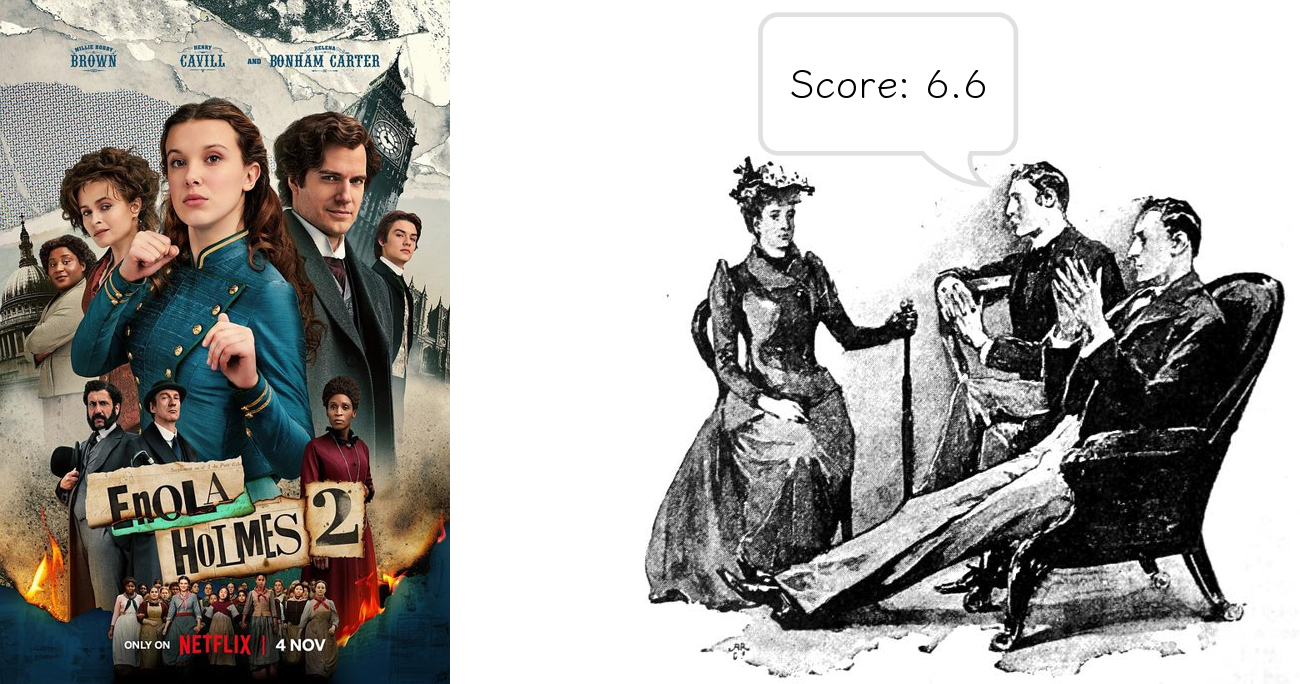 MILLIE BOBBY
BROWN
HENRY
CAVILL
AND
HELENA
BONHAM CARTER
Score: 6.6
ENOLA
HOLMES 2
ONLY ON NETFLIX | 4 NOV